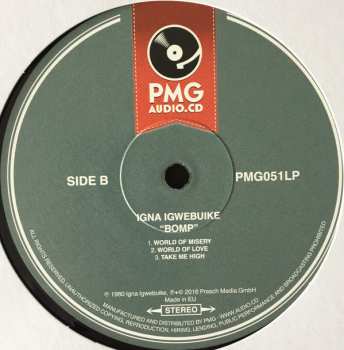 PMG
AUDIO.CD
SIDE B
PMG051LP
IGNA IGWEBUIKE
"BOMP"
1. WORLD OF MISERY
2. WORLD OF LOVE
3. TAKE ME HIGH
℗ 1980 Igna Igwebuike, ℗+© 2016 Presch Media GmbH
Made in EU
STEREO
ALL RIGHTS RESERVED. UNAUTHORIZED COPYING, REPRODUCTION, HIRING, LENDING, PUBLIC PERFORMANCE AND BROADCASTING PROHIBITED.
MANUFACTURED AND DISTRIBUTED BY PMG - WWW.PMG-AUDIO.CD